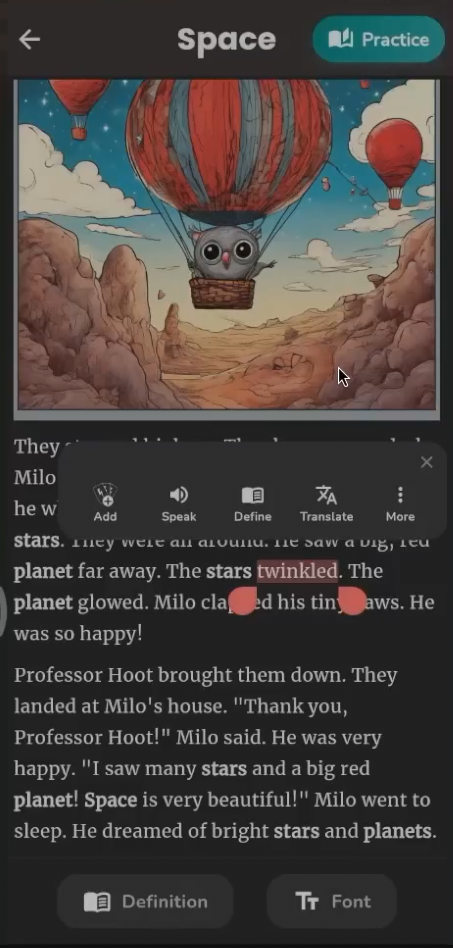 Space
Practice
They
Milo
he
Add
Speak
Define
Translate
More
stars. They were all around. He saw a big, red
planet far away. The stars twinkled. The
planet glowed. Milo his tiny He
was so happy!
Professor Hoot brought them down. They
landed at Milo's house. "Thank you,
Professor Hoot!" Milo said. He was very
happy. "I saw many stars and a big red
planet! Space is very beautiful!" Milo went to
sleep. He dreamed of bright stars and planets.
Definition
Font